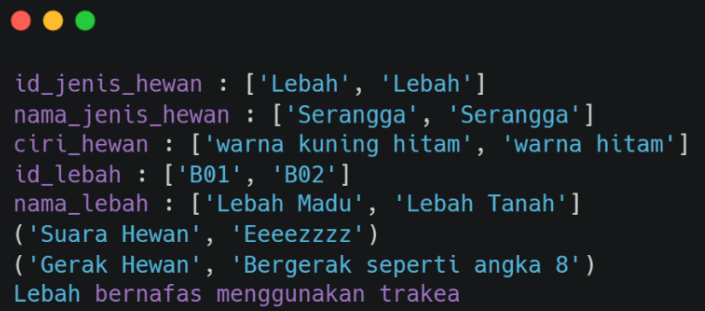 id_jenis_hewan : ['Lebah', 'Lebah']
nama_jenis_hewan : ['Serangga', 'Serangga']
ciri_hewan : ['warna kuning hitam', 'warna hitam']
id_lebah : ['B01', 'B02']
nama_lebah : ['Lebah Madu', 'Lebah Tanah']
('Suara Hewan', 'Eeeezzzz')
('Gerak Hewan', 'Bergerak seperti angka 8')
Lebah bernafas menggunakan trakea